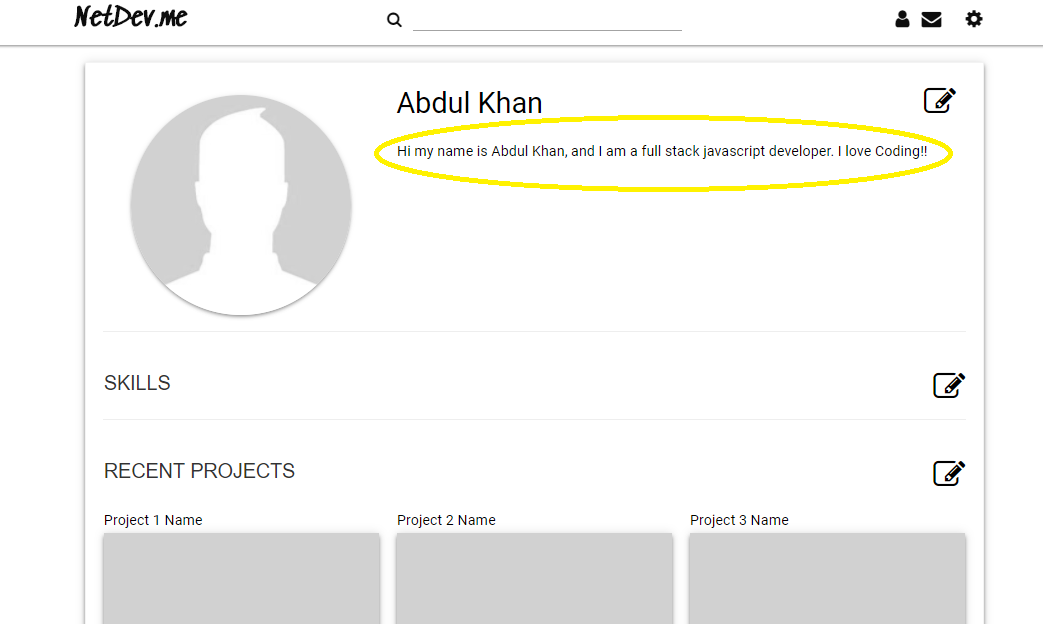 NetDev.me
Abdul Khan
Hi my name is Abdul Khan, and I am a full stack javascript developer. I love Coding!!
SKILLS
RECENT PROJECTS
Project 1 Name
Project 2 Name
Project 3 Name